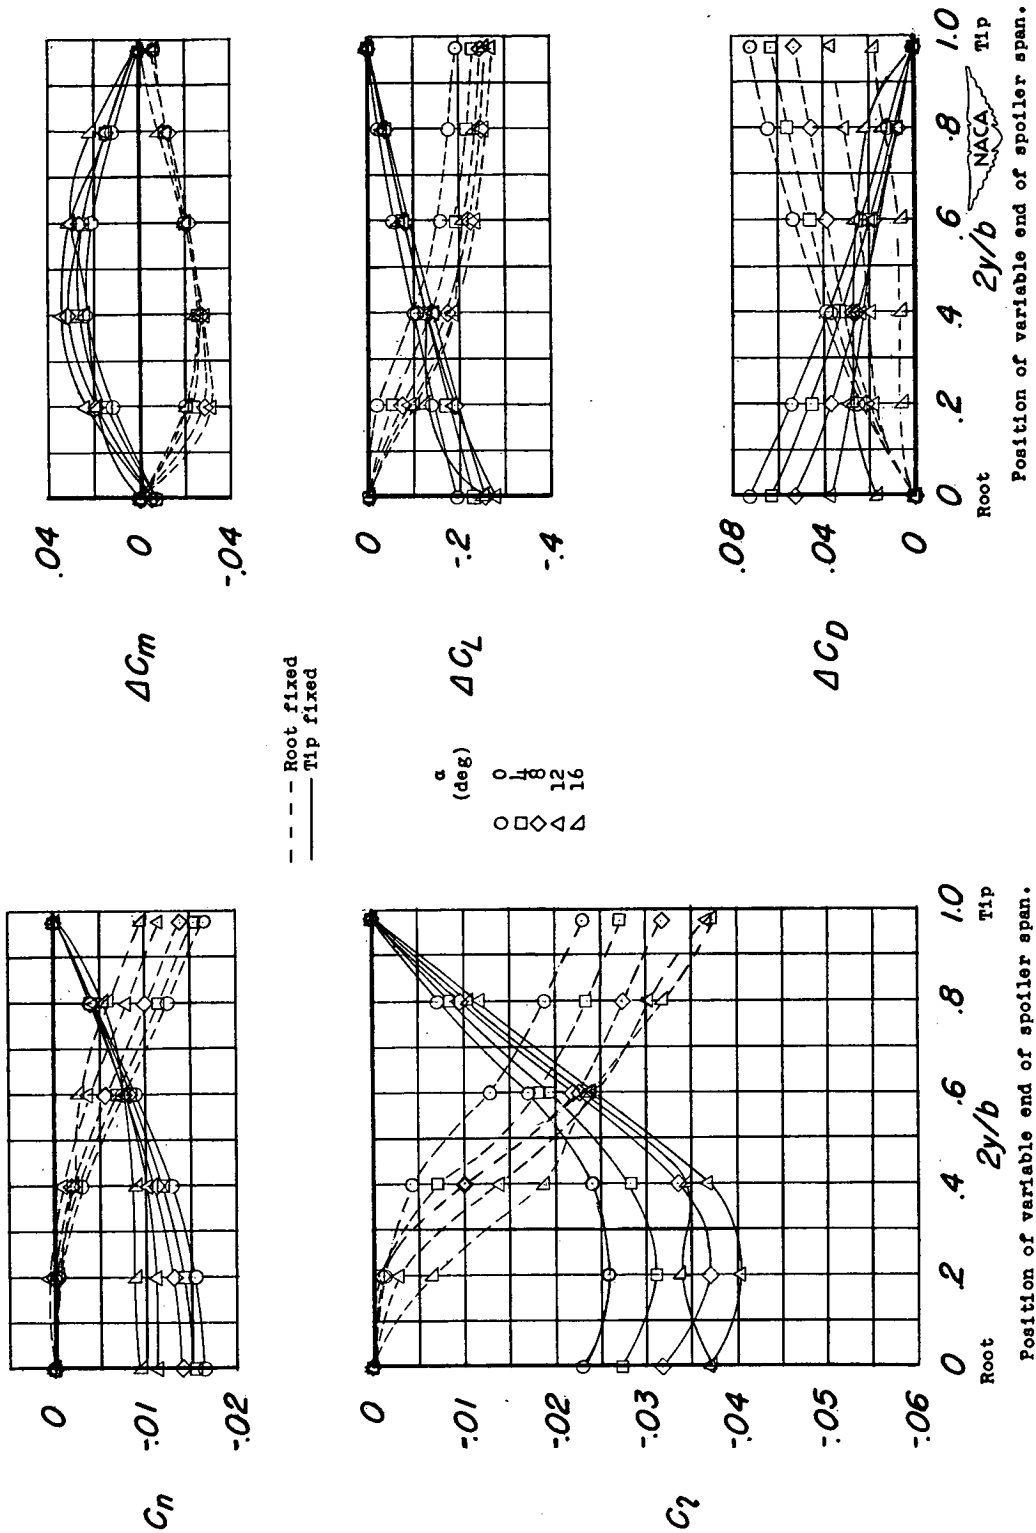 Cn
0
-.01
-.02
Cl
0
-.01
-.02
-.03
-.04
-.05
-.06
0
.2
.4
.6
.8
1.0
Root
2y/b
Tip
Position of variable end of spoiler span.
Root fixed
Tip fixed
α
(deg)
0
4
8
12
16
ΔCm
.04
0
-.04
ΔCL
0
-.2
-.4
ΔCD
.08
.04
0
0
.2
.4
.6
.8
1.0
Root
2y/b
NACA
Tip
Position of variable end of spoiler span.